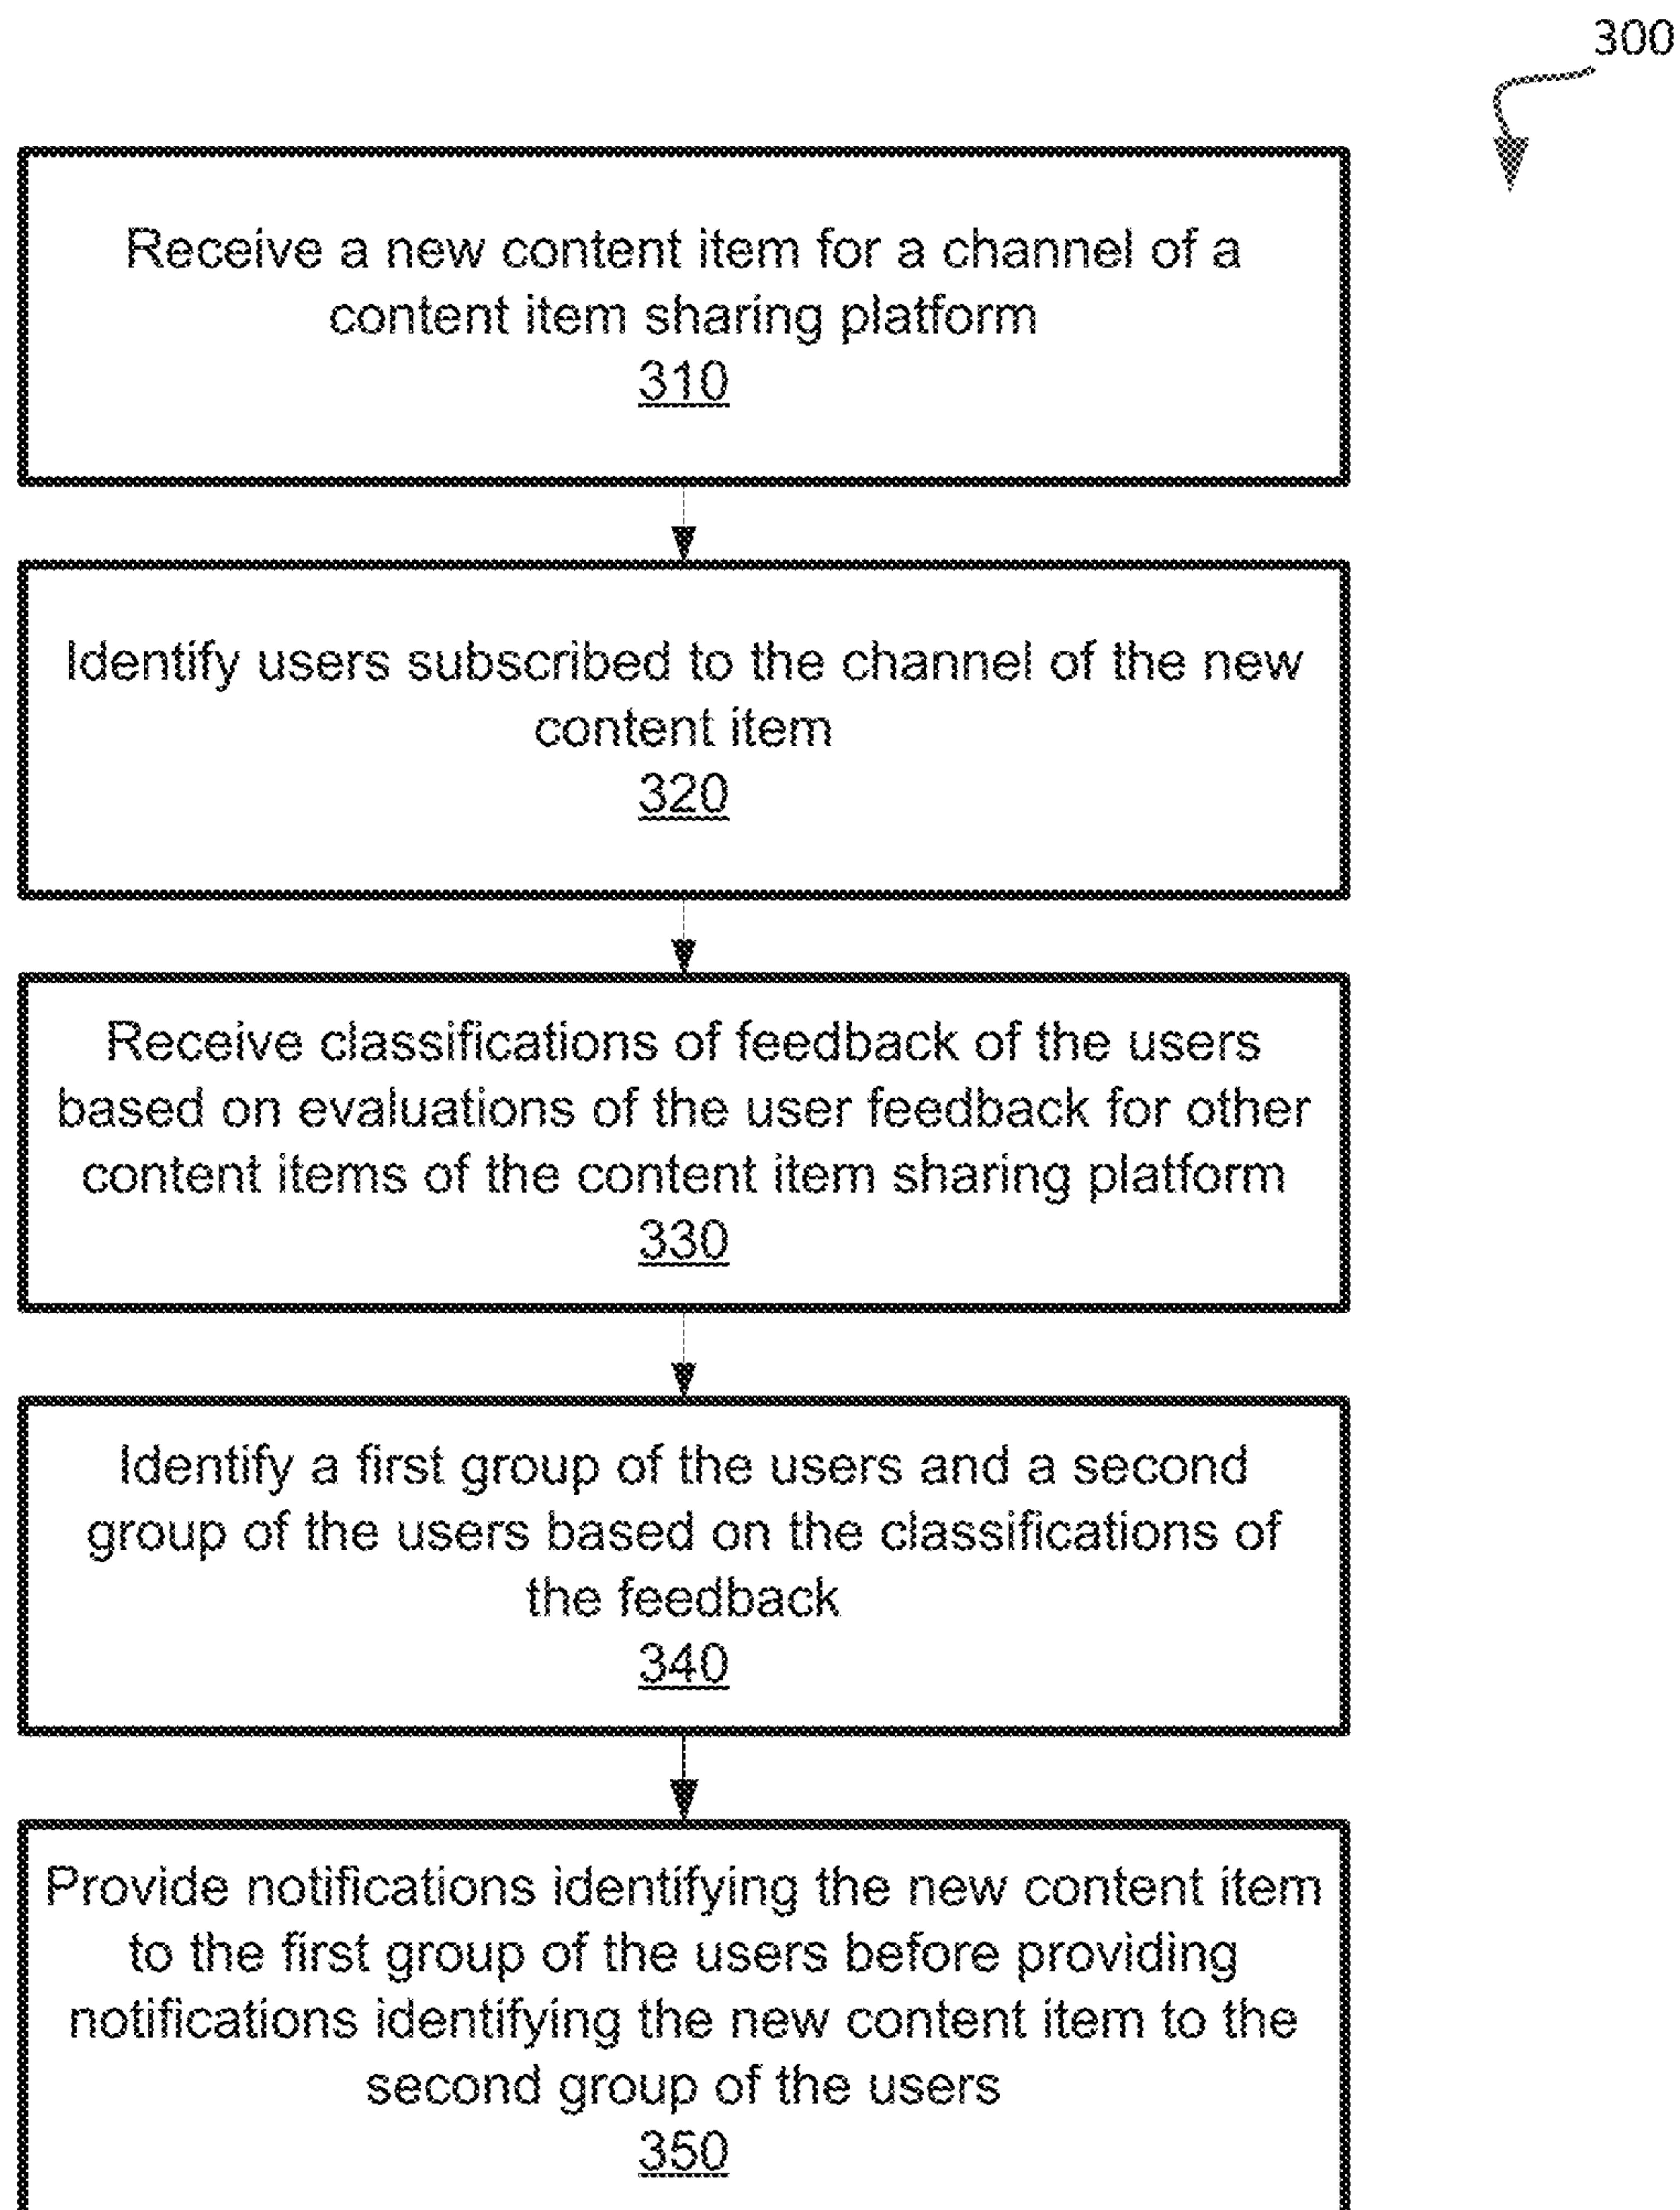 300
Receive a new content item for a channel of a
content item sharing platform
310
Identify users subscribed to the channel of the new
content item
320
Receive classifications of feedback of the users
based on evaluations of the user feedback for other
content items of the content item sharing platform
330
Identify a first group of the users and a second
group of the users based on the classifications of
the feedback
340
Provide notifications identifying the new content item
to the first group of the users before providing
notifications identifying the new content item to the
second group of the users
350